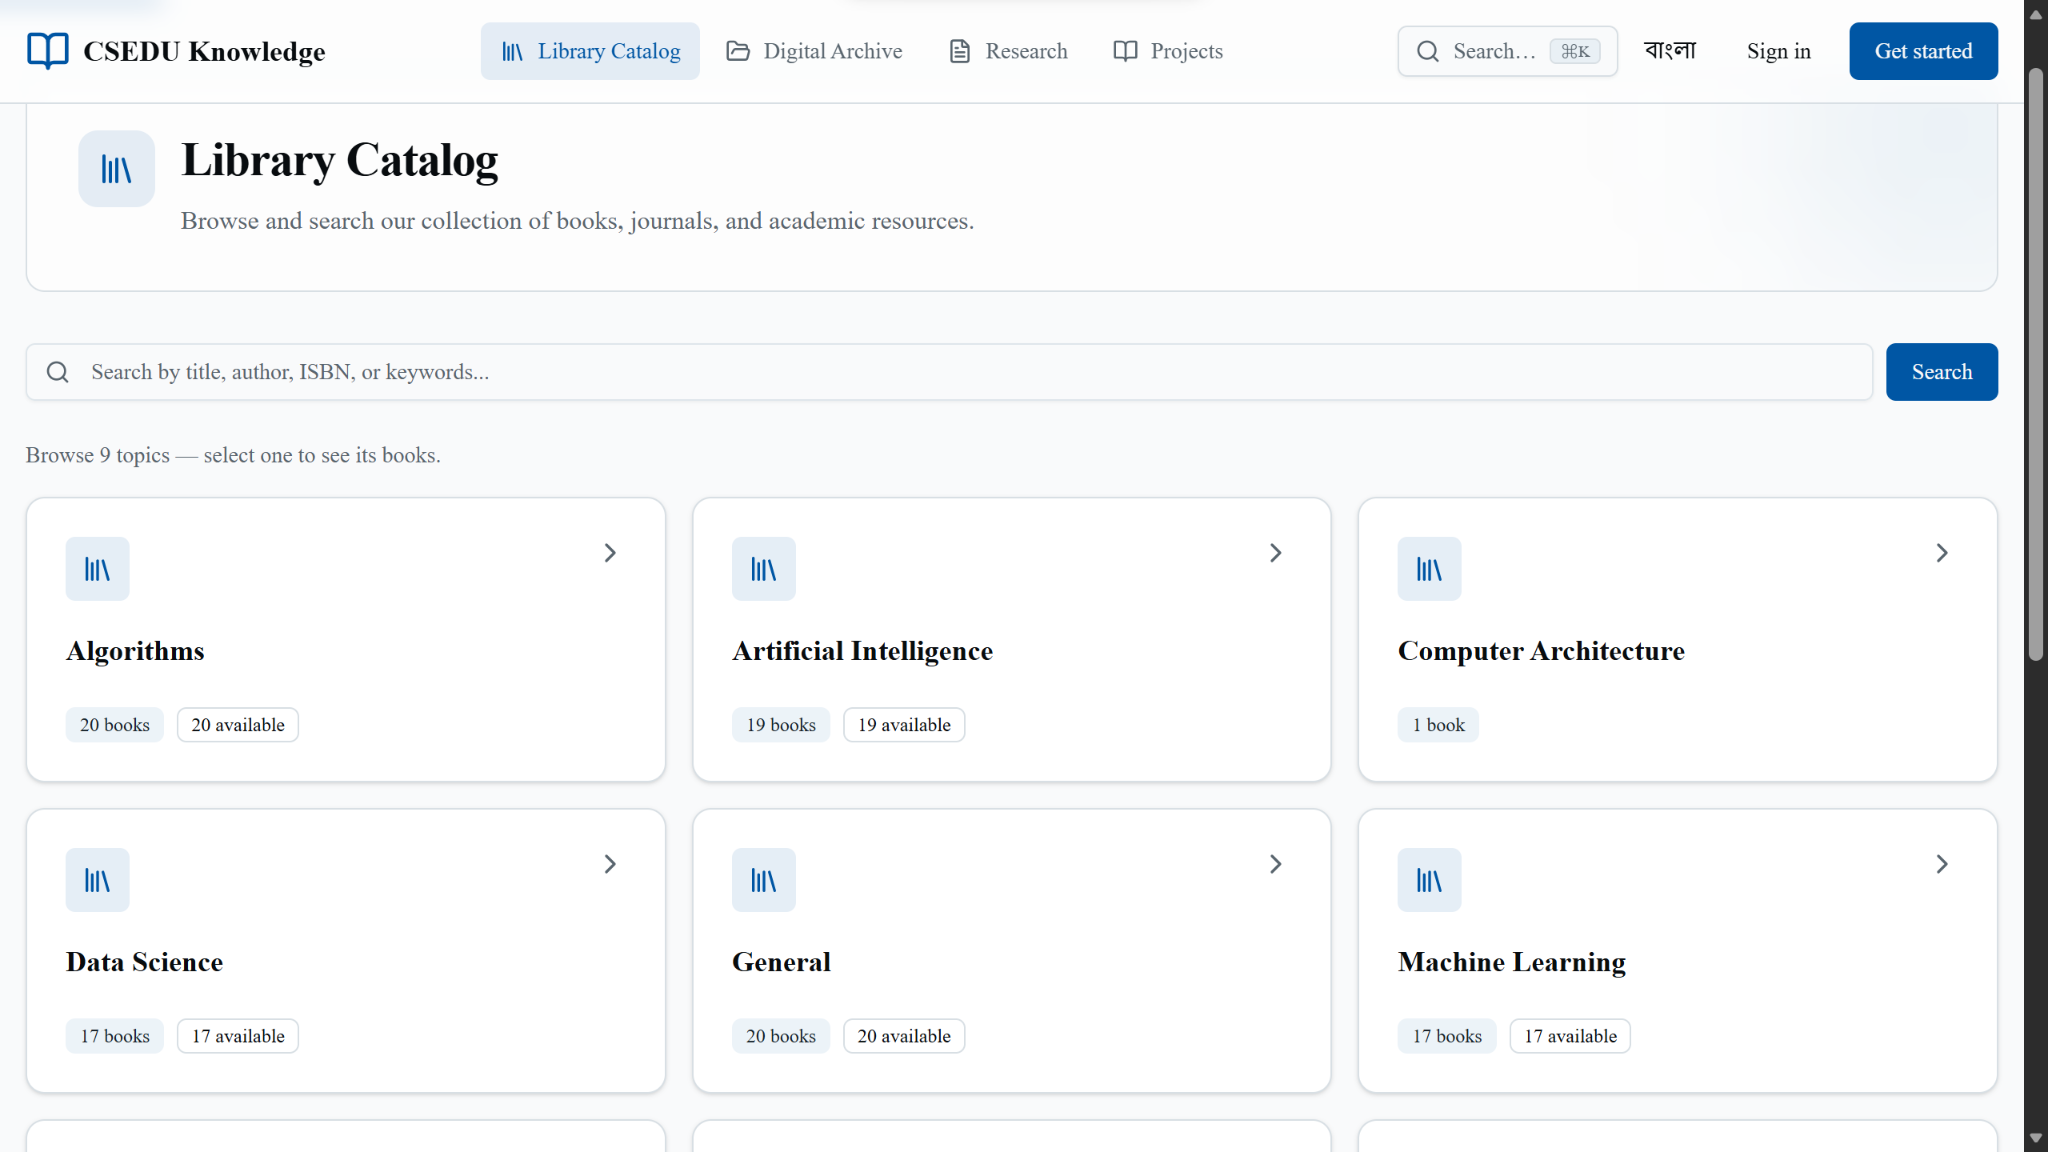 CSEDU Knowledge
Library Catalog
Digital Archive
Research
Projects
Search... ⌘K
বাংলা
Sign in
Get started
Library Catalog
Browse and search our collection of books, journals, and academic resources.
Search by title, author, ISBN, or keywords...
Search
Browse 9 topics — select one to see its books.
Algorithms
20 books 20 available
Artificial Intelligence
19 books 19 available
Computer Architecture
1 book
Data Science
17 books 17 available
General
20 books 20 available
Machine Learning
17 books 17 available